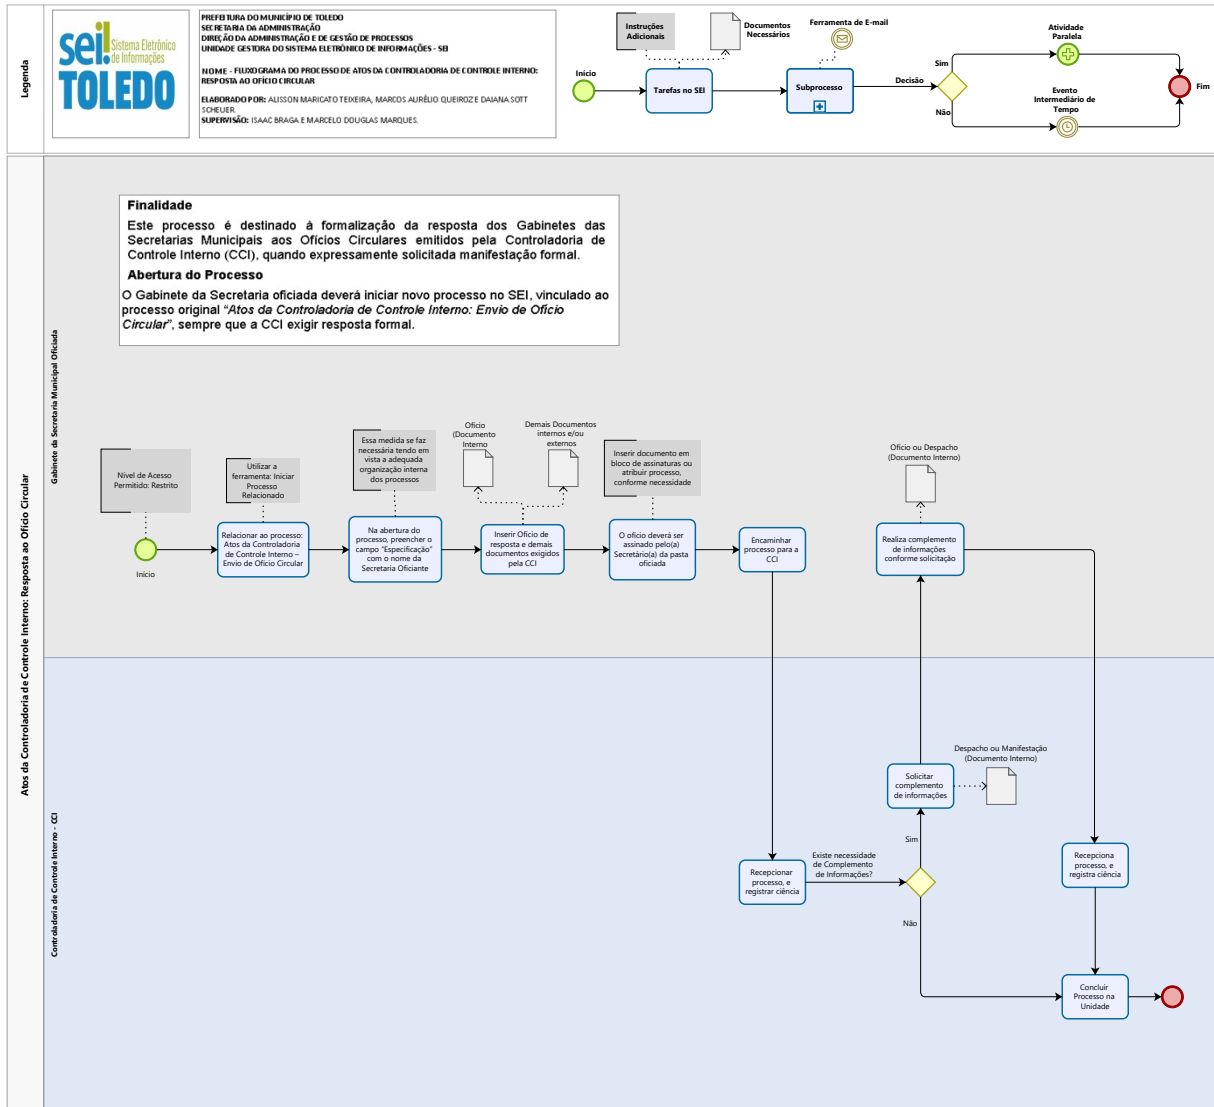 Legenda
sei!
Sistema Eletrônico
de Informações
TOLEDO
PREFEITURA DO MUNICÍPIO DE TOLEDO
SECRETARIA DA ADMINISTRAÇÃO
DIREÇÃO DA ADMINISTRAÇÃO E DE GESTÃO DE PROCESSOS
UNIDADE GESTORA DO SISTEMA ELETRÔNICO DE INFORMAÇÕES - SEI
NOME - FLUXOGRAMA DO PROCESSO DE ATOS DA CONTROLADORIA DE CONTROLE INTERNO:
RESPOSTA AO OFÍCIO CIRCULAR
ELABORADO POR: ALISSON MARICATO TEIXEIRA, MARCOS AURÉLIO QUEIROZ E DAIANA SOTT
SCHEUER.
SUPERVISÃO: ISAAC BRAGA E MARCELO DOUGLAS MARQUES.
Início
Instruções
Adicionais
Documentos
Necessários
Tarefas no SEI
Ferramenta de E-mail
Subprocesso
Decisão
Sim
Não
Atividade
Paralela
Evento
Intermediário de
Tempo
Fim
Atos da Controladoria de Controle Interno: Resposta ao Ofício Circular
Gabinete da Secretaria Municipal Oficiada
Finalidade
Este processo é destinado à formalização da resposta dos Gabinetes das
Secretarias Municipais aos Ofícios Circulares emitidos pela Controladoria de
Controle Interno (CCI), quando expressamente solicitada manifestação formal.
Abertura do Processo
O Gabinete da Secretaria oficiada deverá iniciar novo processo no SEI, vinculado ao
processo original “Atos da Controladoria de Controle Interno: Envio de Ofício
Circular”, sempre que a CCI exigir resposta formal.
Nível de Acesso
Permitido: Restrito
Início
Utilizar a
ferramenta: Iniciar
Processo
Relacionado
Relacionar ao processo:
Atos da Controladoria
de Controle Interno –
Envio de Ofício Circular
Essa medida se faz
necessária tendo em
vista a adequada
organização interna
dos processos
Na abertura do
processo, preencher o
campo “Especificação”
com o nome da
Secretaria Oficiante
Ofício
(Documento
Interno
Demais Documentos
internos e/ou
externos
Inserir Ofício de
resposta e demais
documentos exigidos
pela CCI
Inserir documento em
bloco de assinaturas ou
atribuir processo,
conforme necessidade
O ofício deverá ser
assinado pelo(a)
Secretário(a) da pasta
oficiada
Encaminhar
processo para a
CCI
Ofício ou Despacho
(Documento Interno)
Realiza complemento
de informações
conforme solicitação
Controladoria de Controle Interno - CCI
Recepcionar
processo, e
registrar ciência
Existe necessidade
de Complemento
de Informações?
Sim
Não
Solicitar
complemento
de informações
Despacho ou Manifestação
(Documento Interno)
Recepciona
processo, e
registra ciência
Concluir
Processo na
Unidade